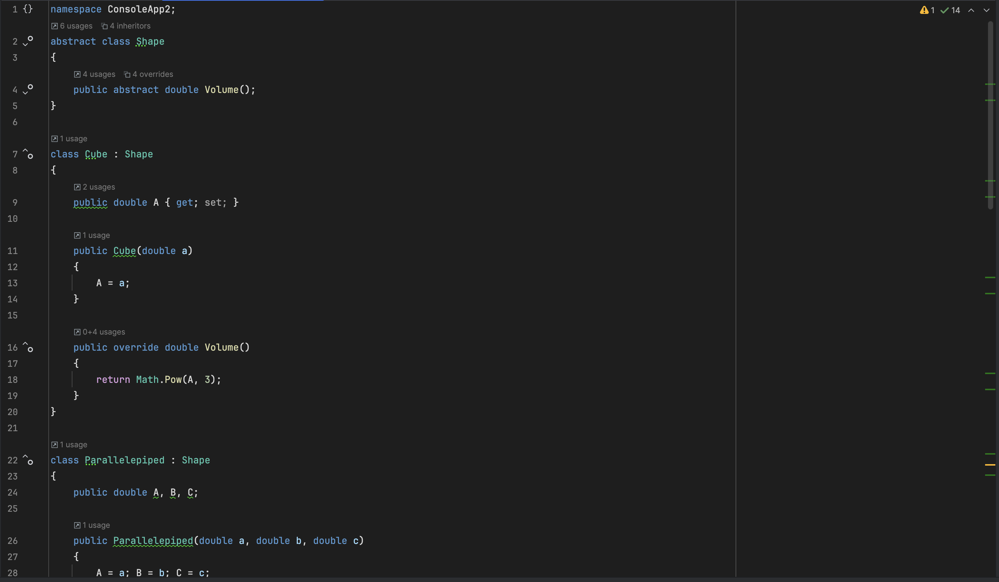 1 {} namespace ConsoleApp2;
6 usages 4 inheritors
2 abstract class Shape
3 {
4 usages 4 overrides
4 public abstract double Volume();
5 }
6
1 usage
7 class Cube : Shape
8 {
2 usages
9 public double A { get; set; }
10
1 usage
11 public Cube(double a)
12 {
13 A = a;
14 }
15
0+4 usages
16 public override double Volume()
17 {
18 return Math.Pow(A, 3);
19 }
20 }
21
1 usage
22 class Parallelepiped : Shape
23 {
24 public double A, B, C;
25
1 usage
26 public Parallelepiped(double a, double b, double c)
27 {
28 A = a; B = b; C = c;
1 14